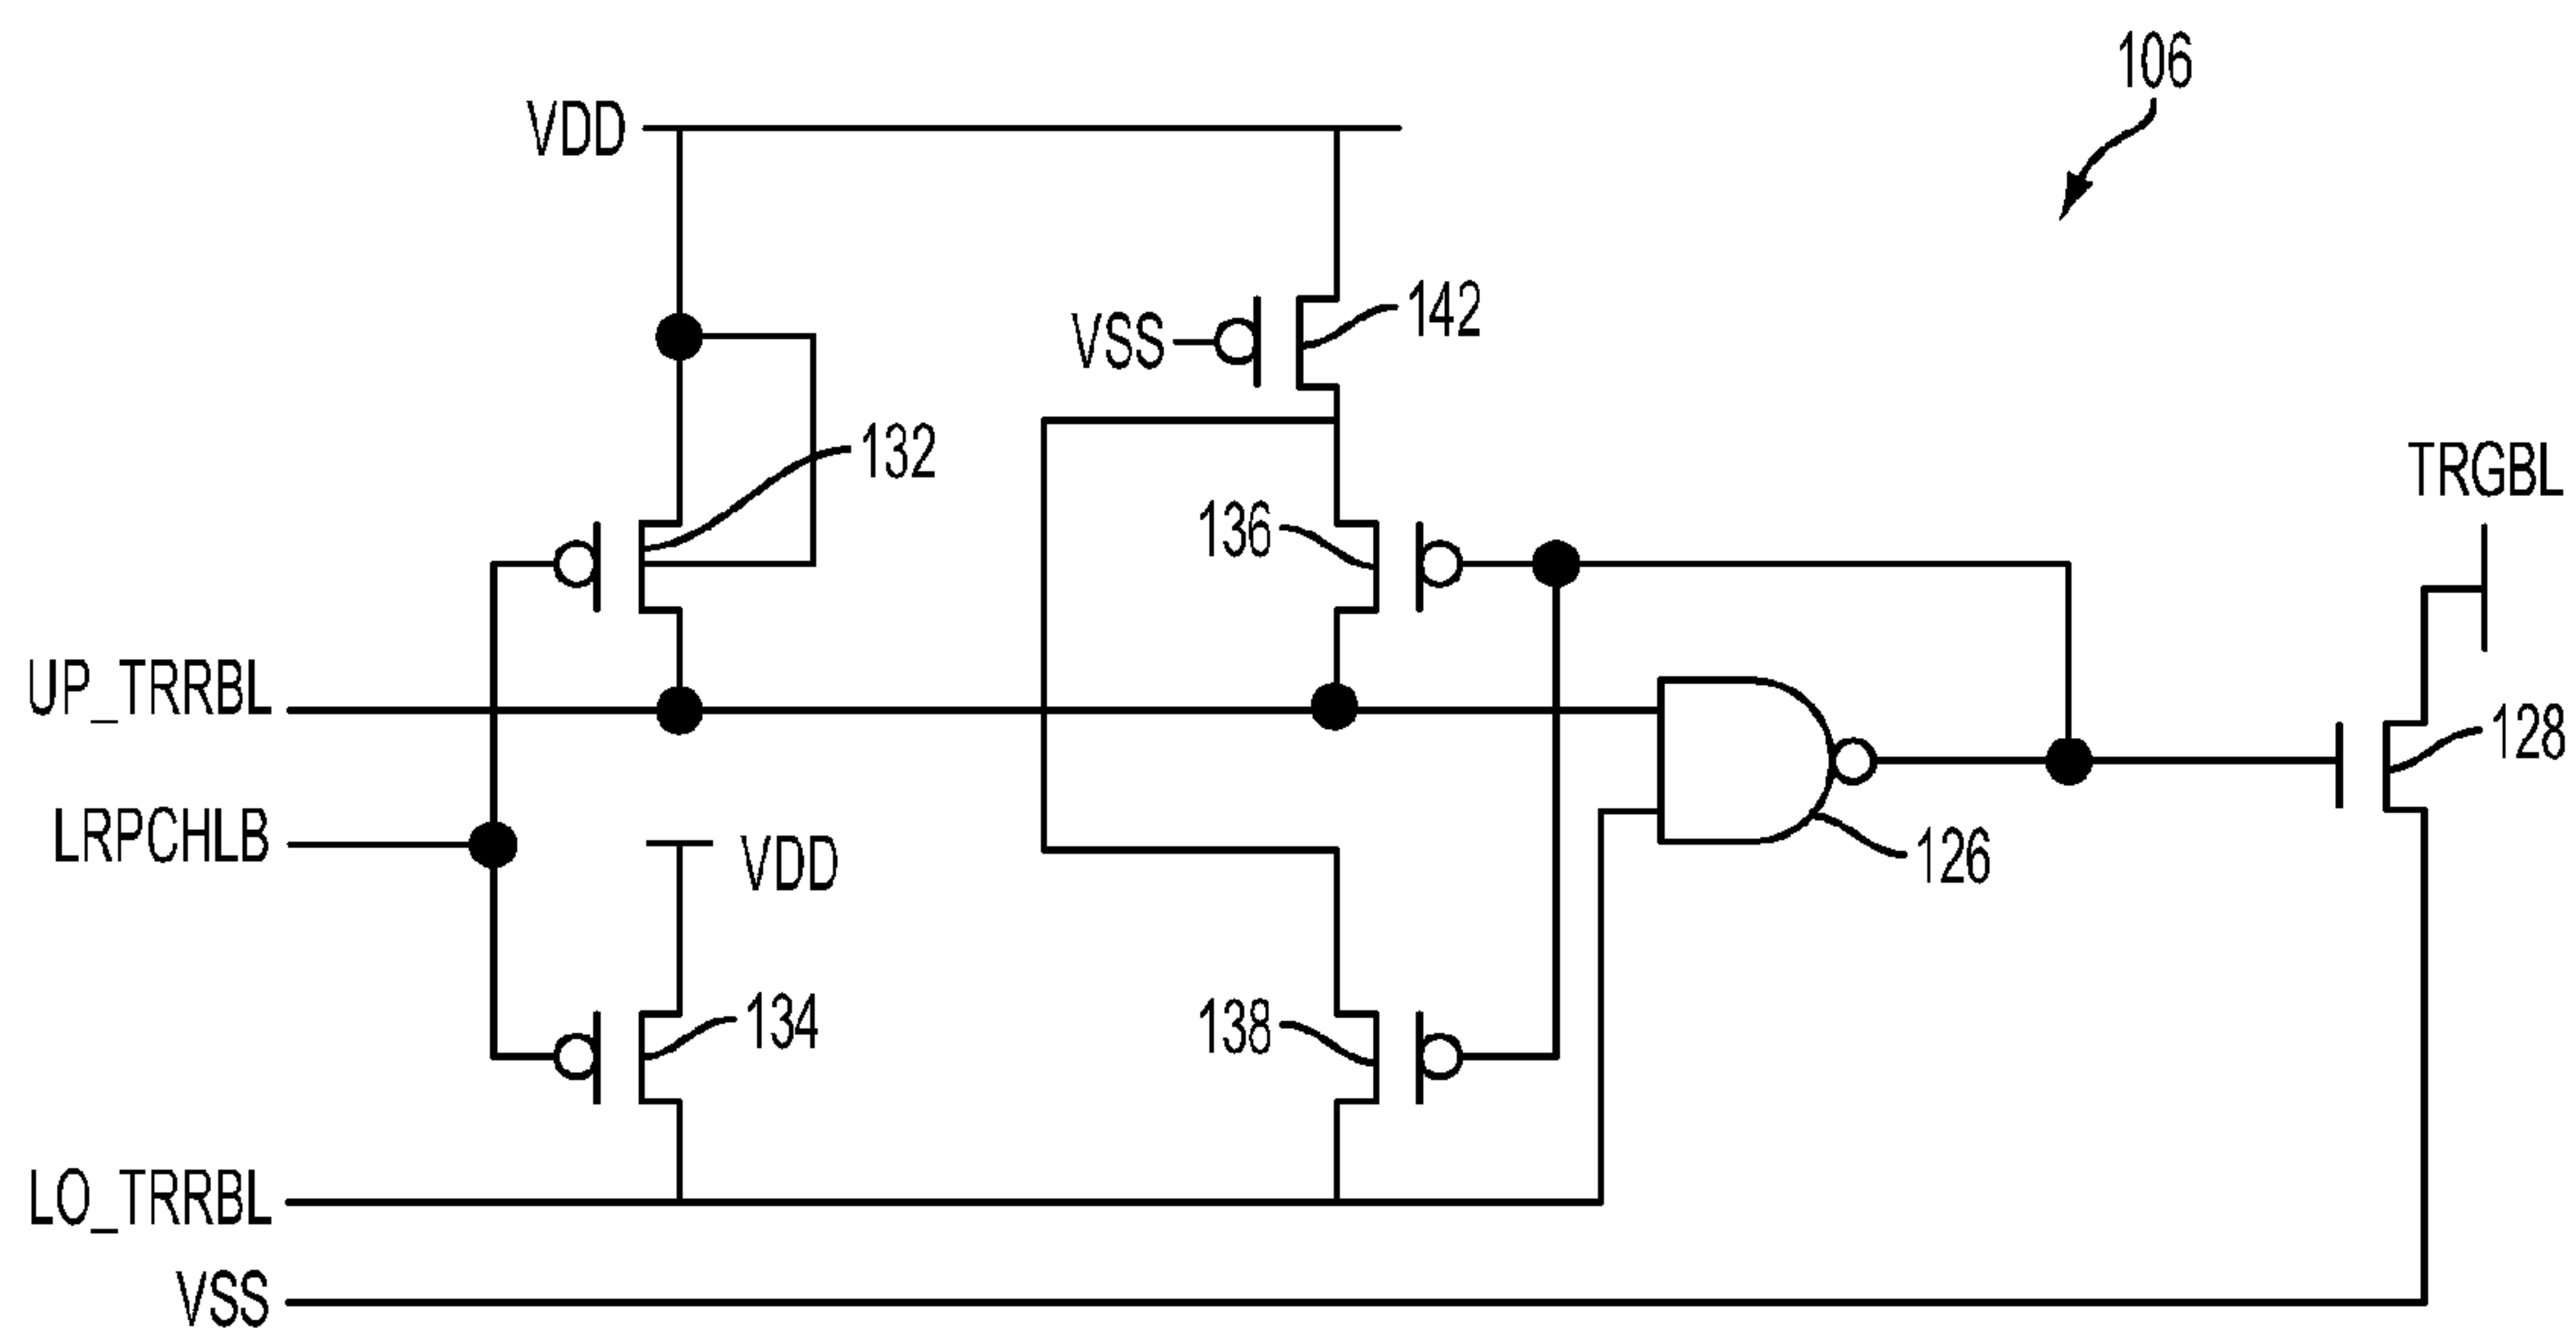 106
VDD
VSS
142
132
136
TRGBL
UP_TRRBL
128
LRPCHLB
VDD
126
134
138
LO_TRRBL
VSS